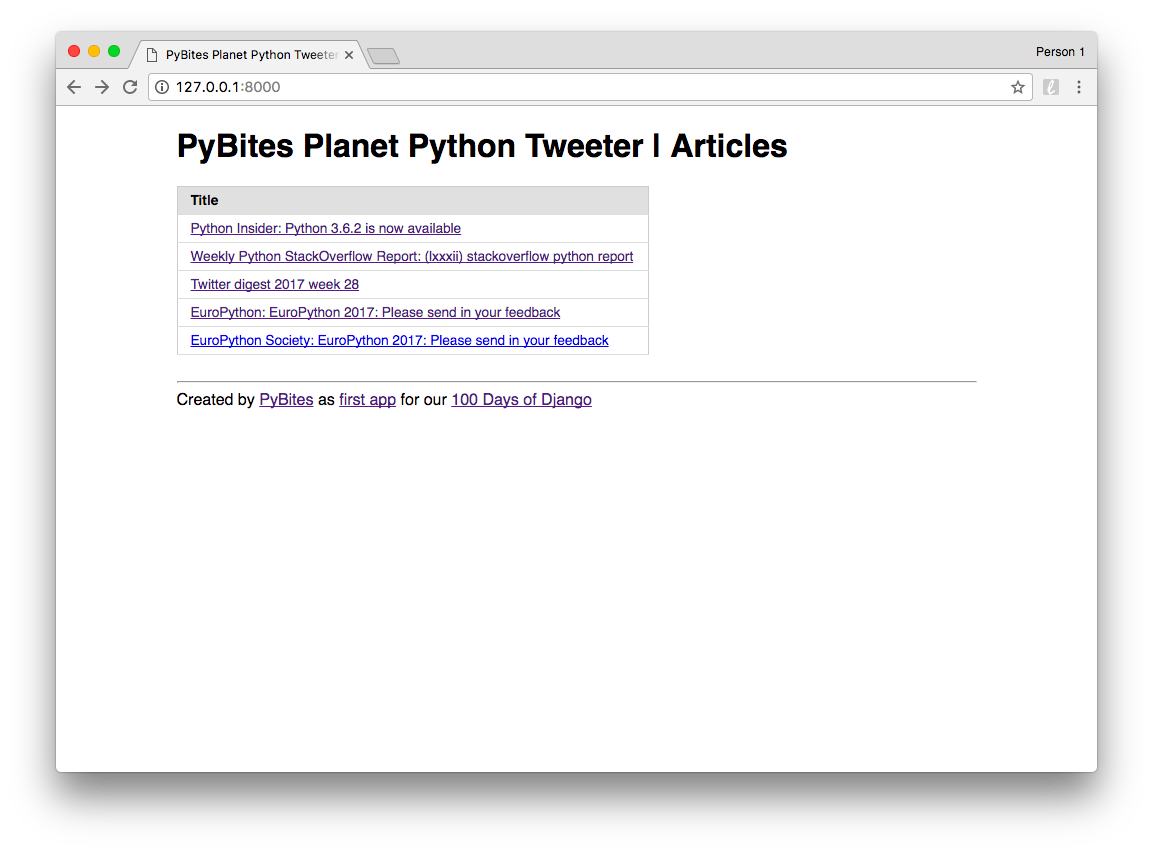 PyBites Planet Python Tweeter
Person 1
127.0.0.1:8000
PyBites Planet Python Tweeter | Articles
Title
Python Insider: Python 3.6.2 is now available
Weekly Python StackOverflow Report: (lxxxii) stackoverflow python report
Twitter digest 2017 week 28
EuroPython: EuroPython 2017: Please send in your feedback
EuroPython Society: EuroPython 2017: Please send in your feedback
Created by PyBites as first app for our 100 Days of Django